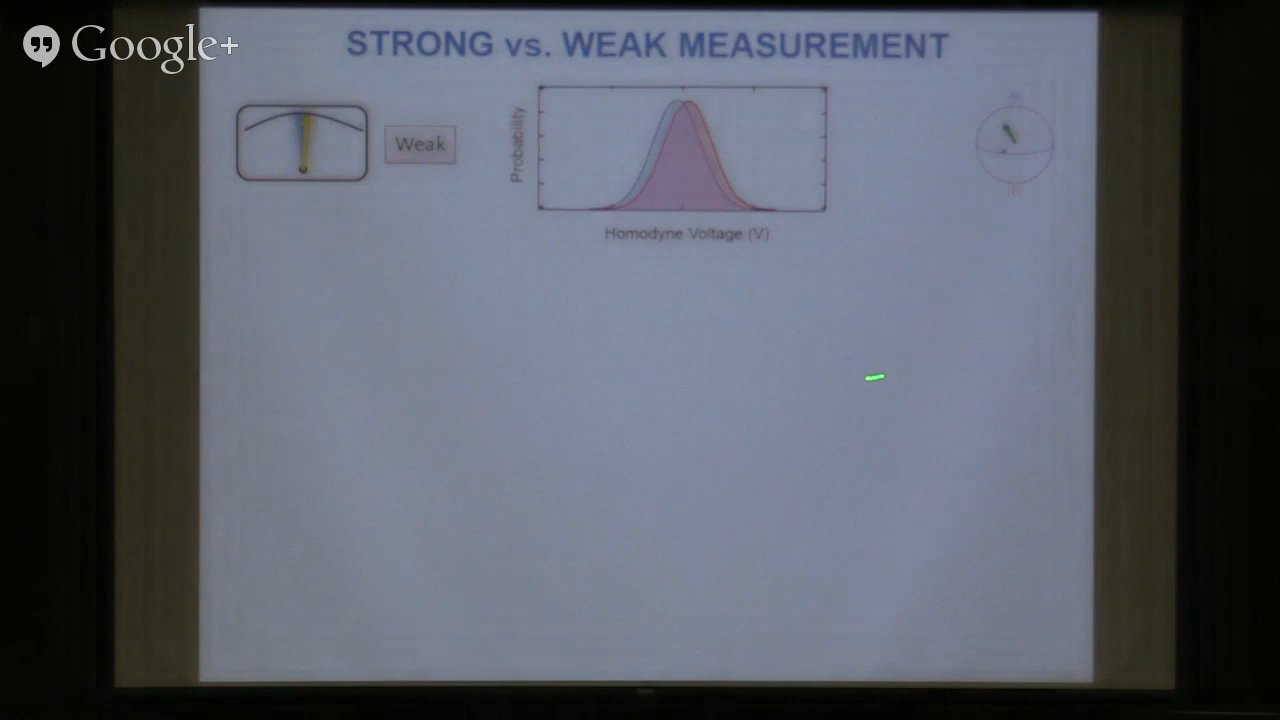 Google+
STRONG vs. WEAK MEASUREMENT
Weak
Probability
Homodyne Voltage (V)